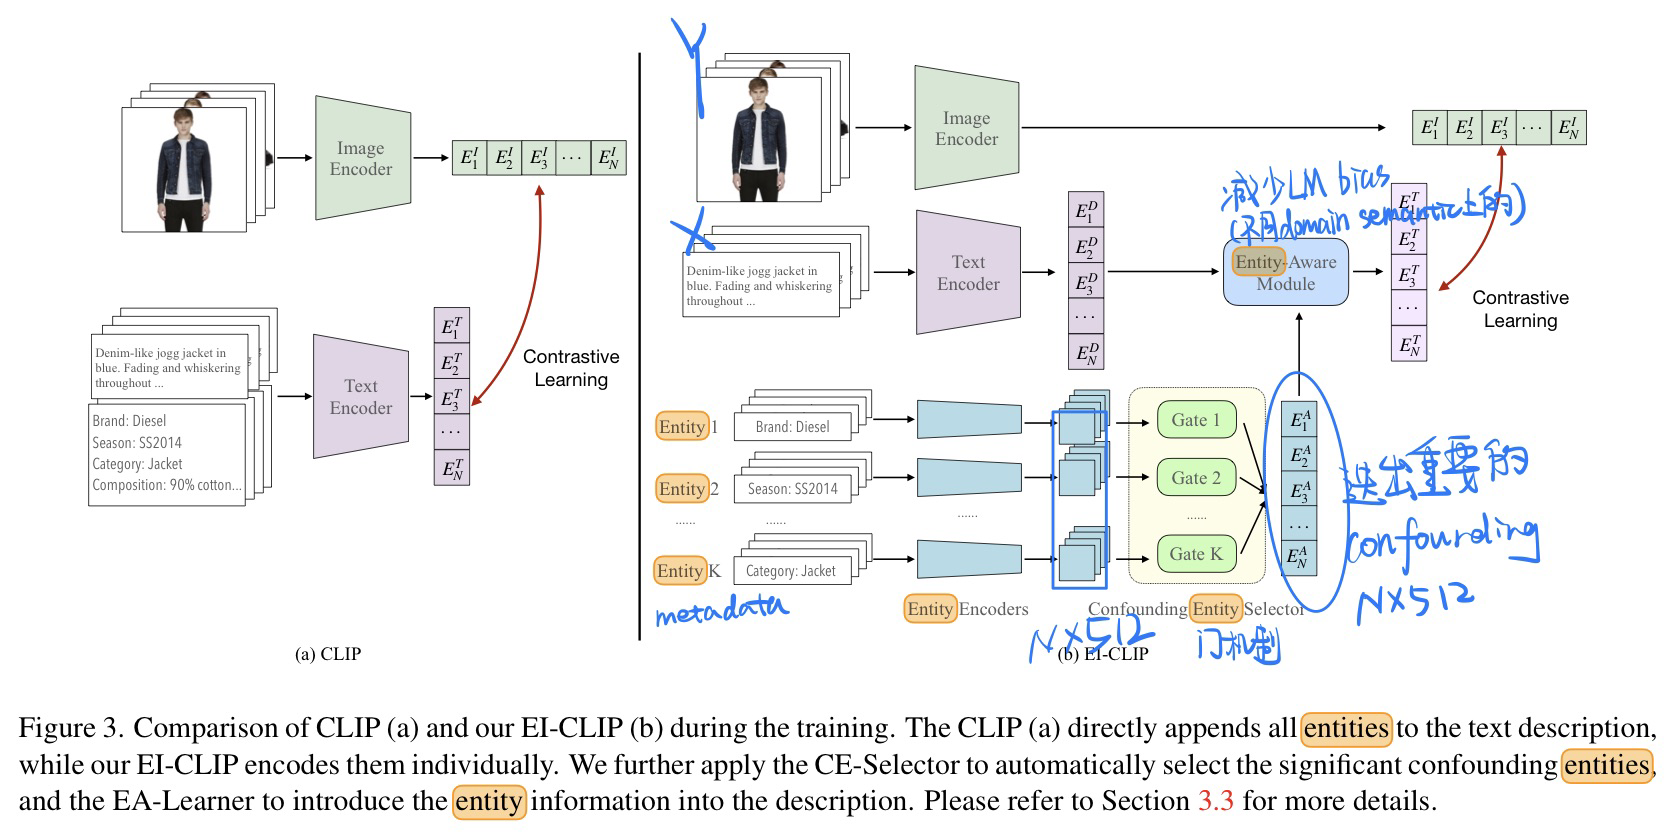 Image
Encoder
E_1^I E_2^I E_3^I ··· E_N^I
Denim-like jogg jacket in
blue. Fading and whiskering
throughout ...
Brand: Diesel
Season: SS2014
Category: Jacket
Composition: 90% cotton...
Text
Encoder
E_1^T
E_2^T
E_3^T
···
E_N^T
Contrastive
Learning
(a) CLIP
Y
Image
Encoder
E_1^I E_2^I E_3^I ··· E_N^I
X
Denim-like jogg jacket in
blue. Fading and whiskering
throughout ...
Text
Encoder
E_1^D
E_2^D
E_3^D
···
E_N^D
减少LM bias
(不同domain semantic上的)
Entity-Aware
Module
E_1^T
E_2^T
E_3^T
···
E_N^T
Contrastive
Learning
Entity 1
Brand: Diesel
Gate 1
Entity 2
Season: SS2014
Gate 2
......
......
......
......
Entity K
Category: Jacket
Gate K
E_1^A
E_2^A
E_3^A
···
E_N^A
选出重要的
confounding
N×512
metadata
Entity Encoders
Confounding Entity Selector
N×512
门机制
(b) EI-CLIP
Figure 3. Comparison of CLIP (a) and our EI-CLIP (b) during the training. The CLIP (a) directly appends all entities to the text description,
while our EI-CLIP encodes them individually. We further apply the CE-Selector to automatically select the significant confounding entities,
and the EA-Learner to introduce the entity information into the description. Please refer to Section 3.3 for more details.